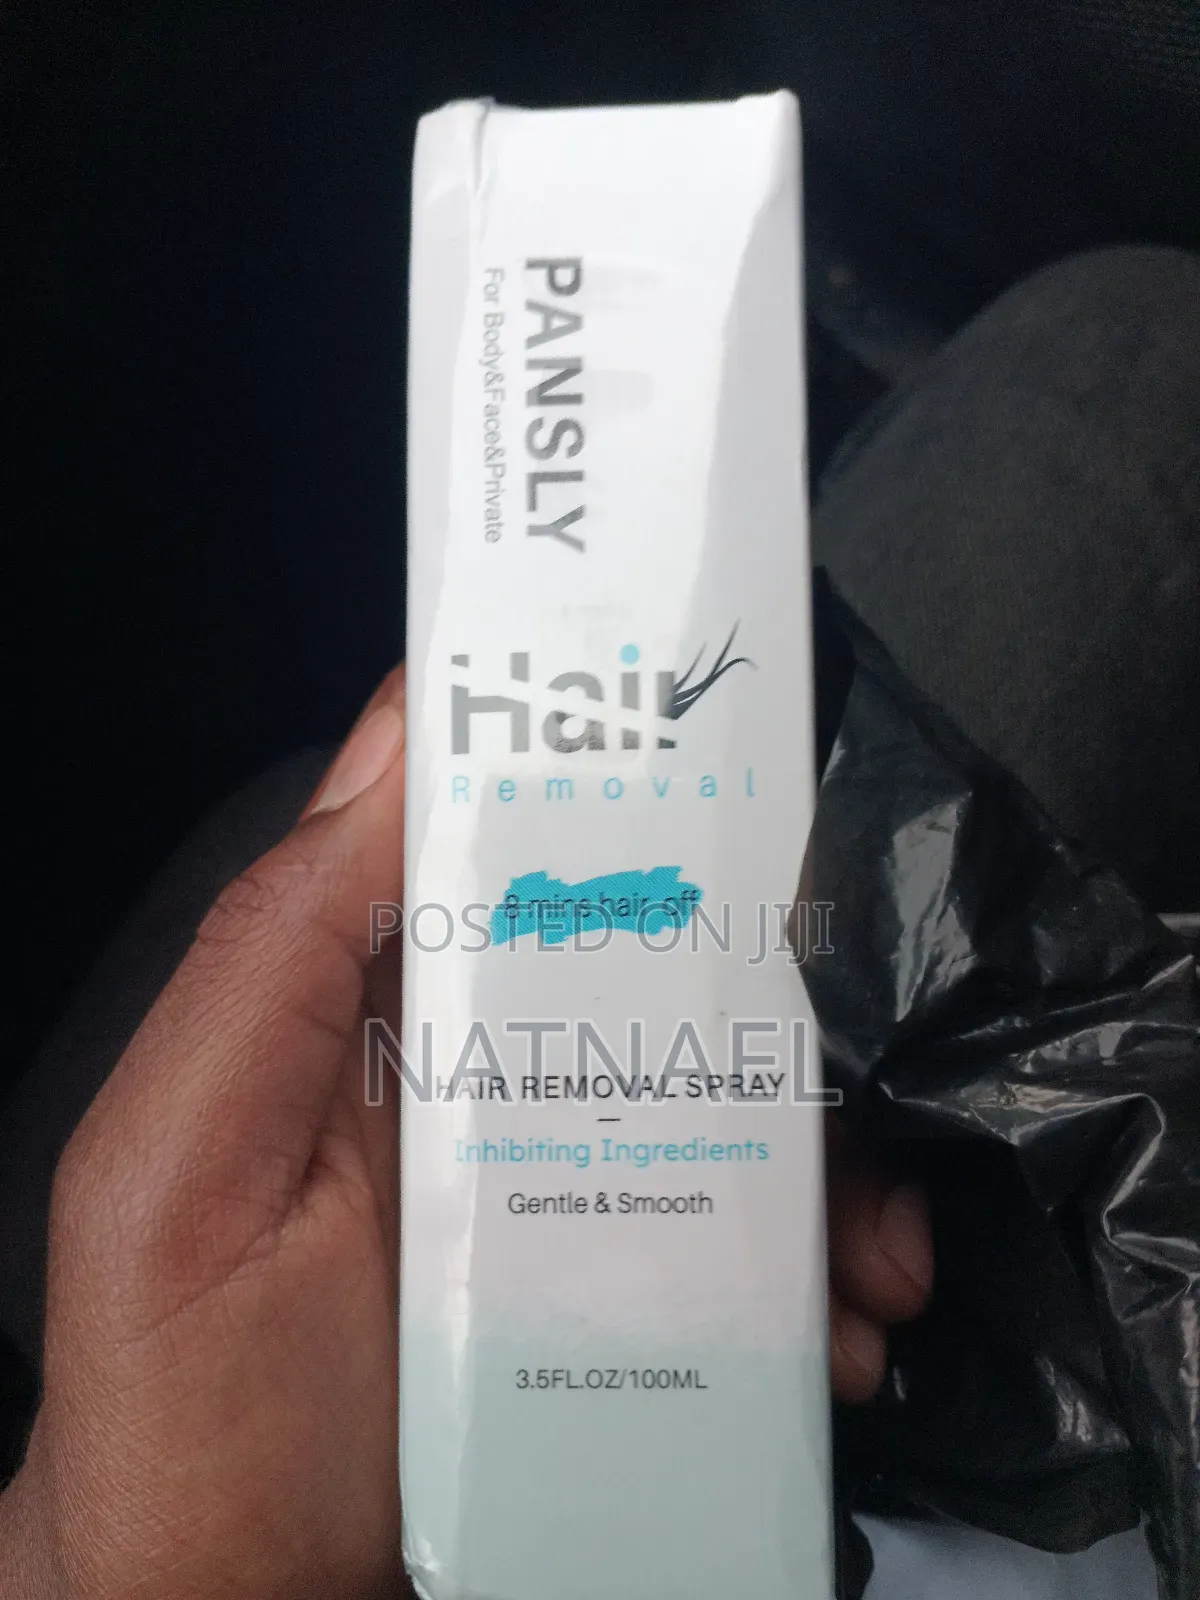 PANSLY
For Body&Face&Private
Hair
Removal
8 mins hair off
POSTED ON JIJI
NATNAEL
HAIR REMOVAL SPRAY
Inhibiting Ingredients
Gentle & Smooth
3.5FL.OZ/100ML